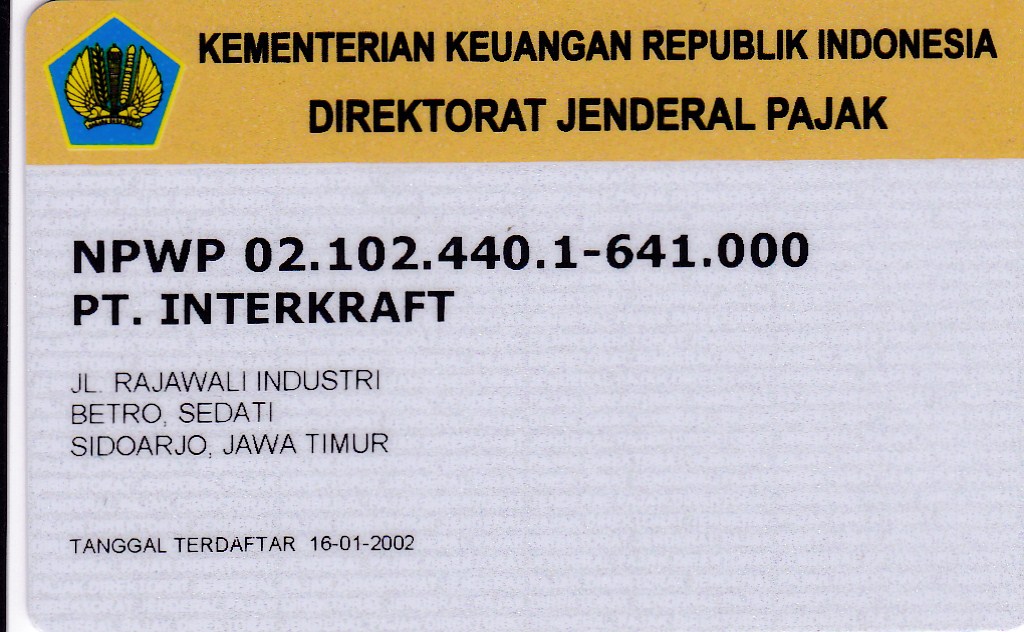 KEMENTERIAN KEUANGAN REPUBLIK INDONESIA
DIREKTORAT JENDERAL PAJAK
NPWP 02.102.440.1-641.000
PT. INTERKRAFT
JL. RAJAWALI INDUSTRI
BETRO, SEDATI
SIDOARJO, JAWA TIMUR
TANGGAL TERDAFTAR 16-01-2002